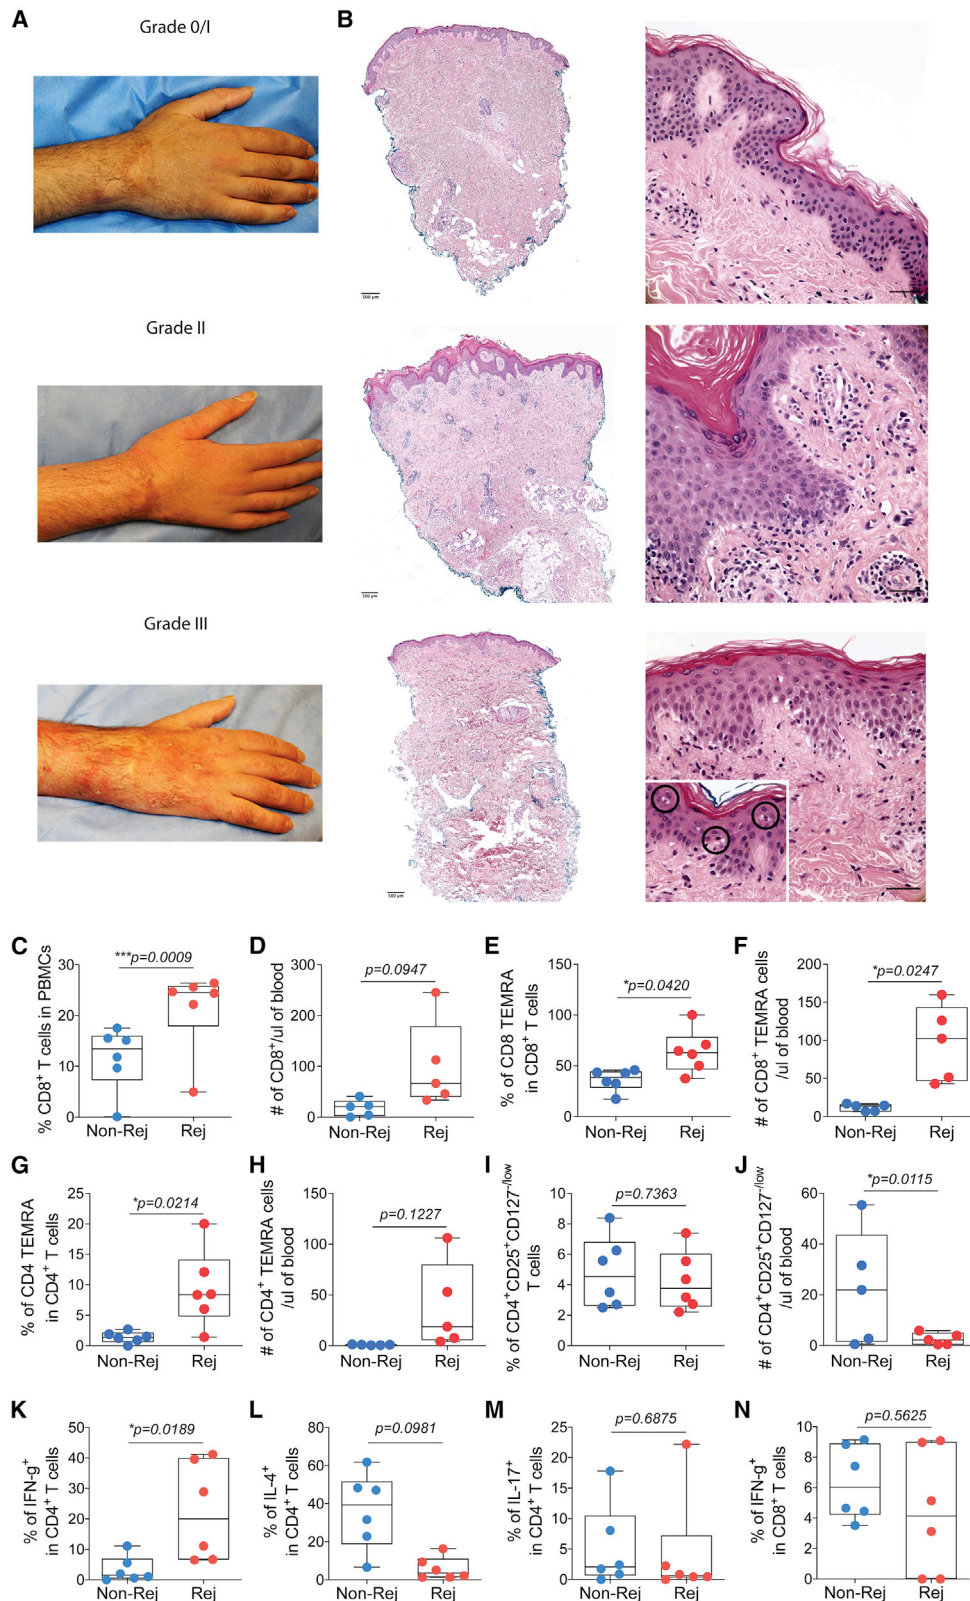 A
Grade 0/I
B
500 µm
Grade II
500 µm
Grade III
500 µm
C
% CD8+ T cells in PBMCs
30
20
10
0
***p=0.0009
Non-Rej
Rej
D
# of CD8+/ul of blood
300
200
100
0
p=0.0947
Non-Rej
Rej
E
% of CD8 TEMRA
in CD8+ T cells
150
100
50
0
*p=0.0420
Non-Rej
Rej
F
# of CD8+ TEMRA cells
/ul of blood
200
150
100
50
0
*p=0.0247
Non-Rej
Rej
G
% of CD4 TEMRA
in CD4+ T cells
25
20
15
10
5
0
*p=0.0214
Non-Rej
Rej
H
# of CD4+ TEMRA cells
/ul of blood
150
100
50
0
p=0.1227
Non-Rej
Rej
I
% of CD4+CD25+CD127-/low
T cells
10
8
6
4
2
0
p=0.7363
Non-Rej
Rej
J
# of CD4+CD25+CD127-/low
/ul of blood
60
40
20
0
*p=0.0115
Non-Rej
Rej
K
% of IFN-g+
in CD4+ T cells
50
40
30
20
10
0
*p=0.0189
Non-Rej
Rej
L
% of IL-4+
in CD4+ T cells
80
60
40
20
0
p=0.0981
Non-Rej
Rej
M
% of IL-17+
in CD4+ T cells
25
20
15
10
5
0
p=0.6875
Non-Rej
Rej
N
% of IFN-g+
in CD8+ T cells
10
8
6
4
2
0
p=0.5625
Non-Rej
Rej